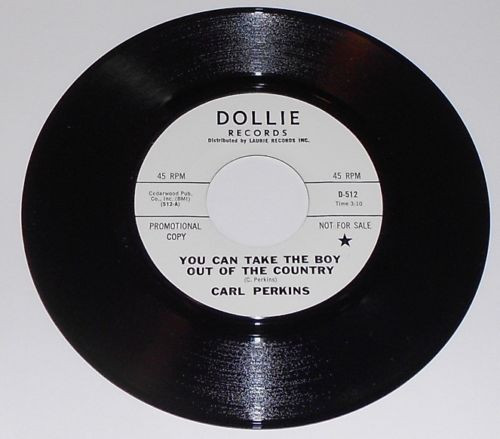 DOLLIE
RECORDS
Distributed by LAURIE RECORDS INC.
45 RPM
45 RPM
Cedarwood Pub.
Co., Inc. (BMI)
(512-A)
D-512
Time 3:10
PROMOTIONAL
COPY
NOT FOR SALE
★
YOU CAN TAKE THE BOY
OUT OF THE COUNTRY
(C. Perkins)
CARL PERKINS